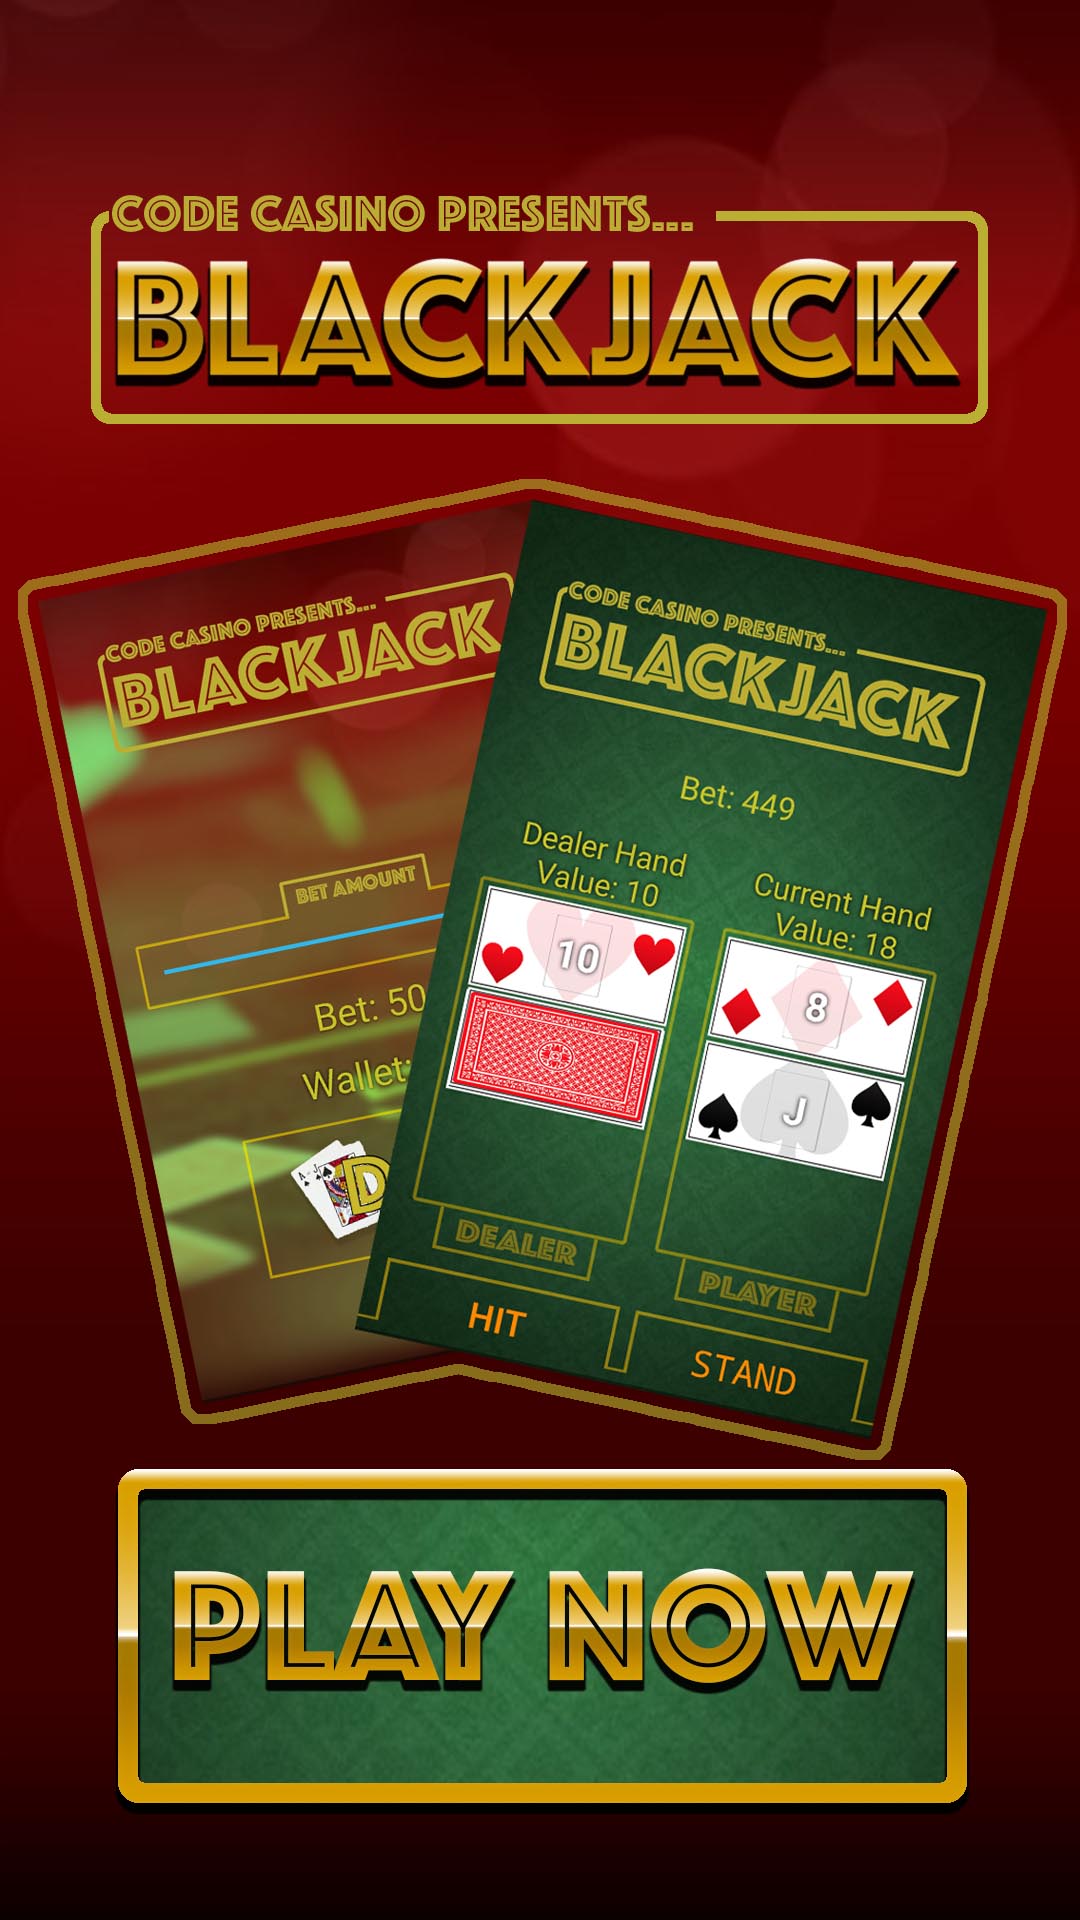 CODE CASINO PRESENTS...
BLACKJACK
CODE CASINO PRESENTS...
BLACKJACK
BET AMOUNT
Bet: 50
Wallet:
A
J
D
CODE CASINO PRESENTS...
BLACKJACK
Bet: 449
Dealer Hand
Value: 10
Current Hand
Value: 18
10
8
J
DEALER
PLAYER
HIT
STAND
PLAY NOW